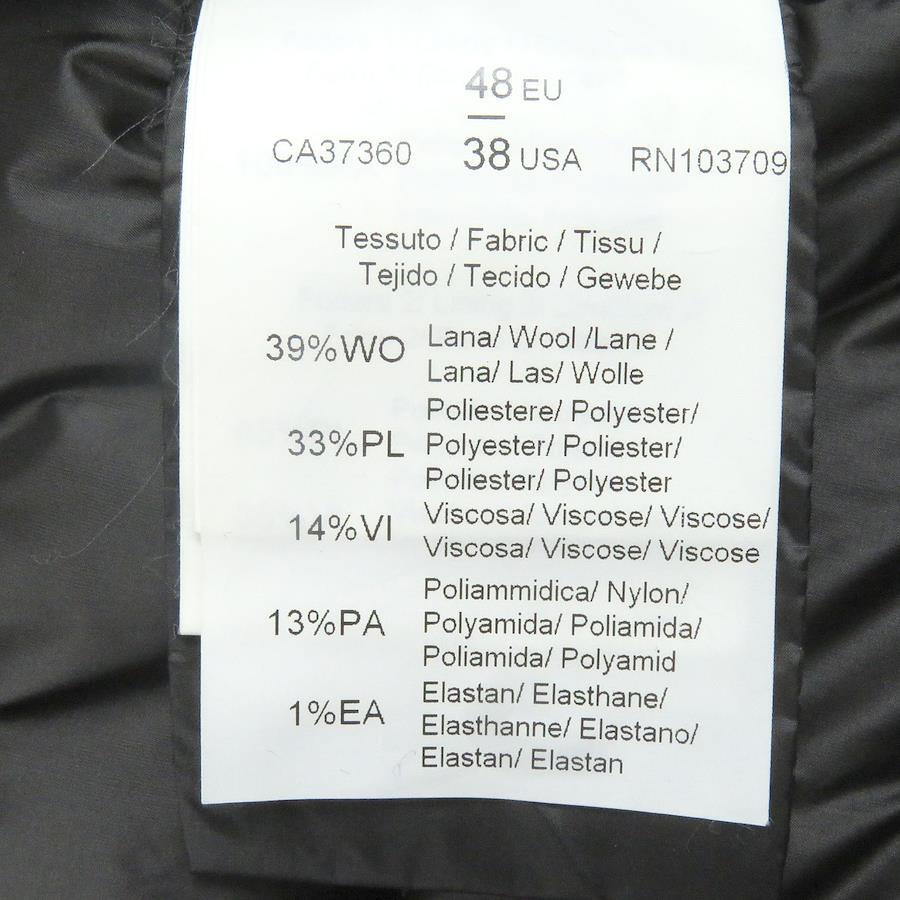 48 EU
CA37360 38 USA RN103709
Tessuto / Fabric / Tissu /
Tejido / Tecido / Gewebe
39%WO Lana/ Wool /Lane /
Lana/ Las/ Wolle
Poliestere/ Polyester/
33%PL Polyester/ Poliester/
Poliester/ Polyester
14%VI Viscosa/ Viscose/ Viscose/
Viscosa/ Viscose/ Viscose
Poliammidica/ Nylon/
13%PA Polyamida/ Poliamida/
Poliamida/ Polyamid
1%EA Elastan/ Elasthane/
Elasthanne/ Elastano/
Elastan/ Elastan